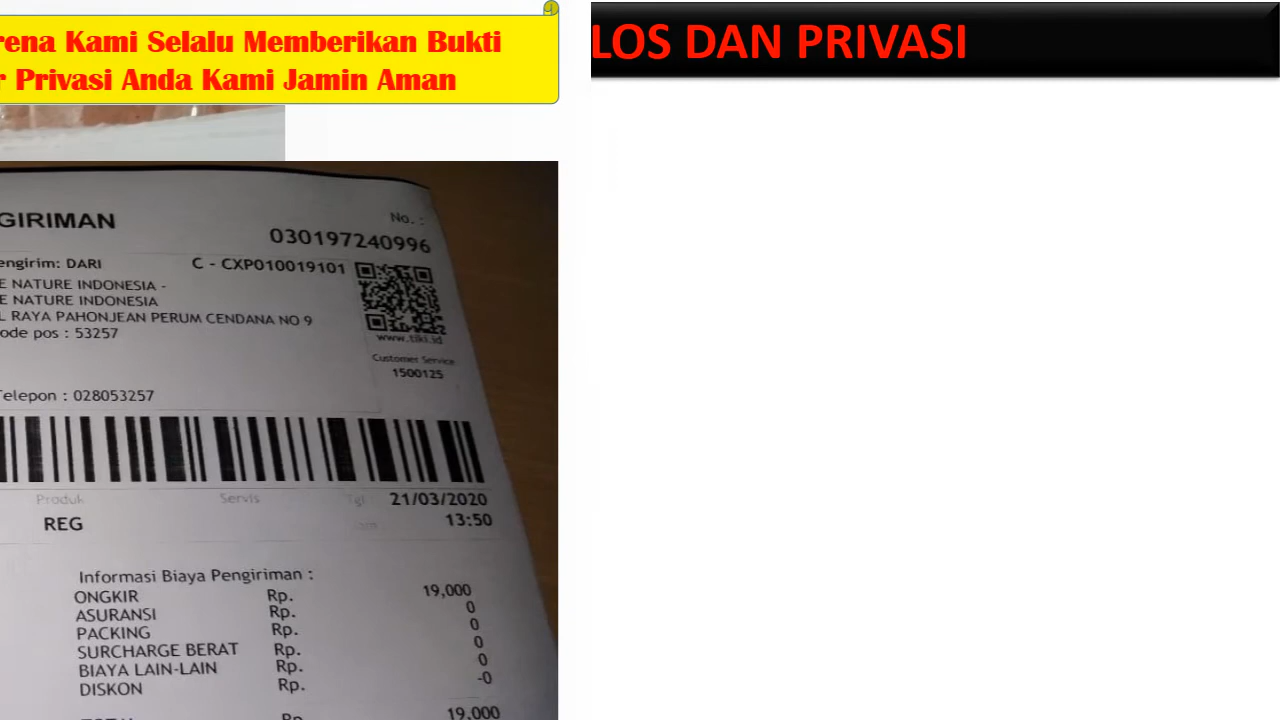 rena Kami Selalu Memberikan Bukti
r Privasi Anda Kami Jamin Aman
LOS DAN PRIVASI
GIRIMAN
No. :
030197240996
engirim: DARI
C - CXP010019101
E NATURE INDONESIA -
E NATURE INDONESIA
L RAYA PAHONJEAN PERUM CENDANA NO 9
ode pos : 53257
www.tiki.id
Customer Service
1500125
Telepon : 028053257
Produk Servis Tgl 21/03/2020
REG 13:50
Informasi Biaya Pengiriman :
ONGKIR Rp. 19,000
ASURANSI Rp. 0
PACKING Rp. 0
SURCHARGE BERAT Rp. 0
BIAYA LAIN-LAIN Rp. 0
DISKON Rp. -0
TOTAL Rp. 19,000